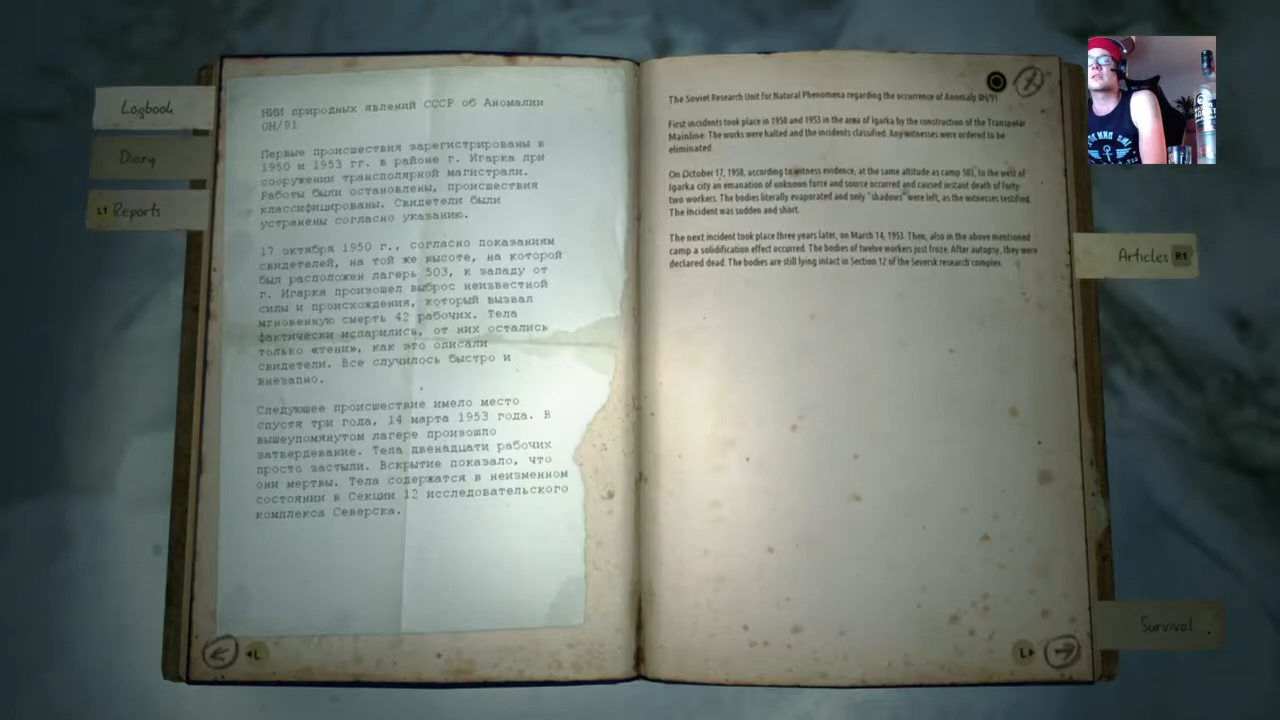 Logbook
Diary
L1 Reports
НИИ природных явлений СССР об Аномалии
0Н/91
Первые происшествия зарегистрированы в
1950 и 1953 гг. в районе г. Игарка при
сооружении трансполярной магистрали.
Работы были остановлены, происшествия
классифицированы. Свидетели были
устранены согласно указанию.
17 октября 1950 г., согласно показаниям
свидетелей, на той же высоте, на которой
был расположен лагерь 503, к западу от
г. Игарка произошел выброс неизвестной
силы и происхождения, который вызвал
мгновенную смерть 42 рабочих. Тела
фактически испарились, от них остались
только «тени», как это описали
свидетели. Все случилось быстро и
внезапно.
Следующее происшествие имело место
спустя три года, 14 марта 1953 года. В
вышеупомянутом лагере произошло
затвердевание. Тела двенадцати рабочих
просто застыли. Вскрытие показало, что
они мертвы. Тела содержатся в неизменном
состоянии в Секции 12 исследовательского
комплекса Северска.
L
The Soviet Research Unit for Natural Phenomena regarding the occurrence of Anomaly 0H/91
First incidents took place in 1950 and 1953 in the area of Igarka by the construction of the Transpolar
Mainline. The works were halted and the incidents classified. Any witnesses were ordered to be
eliminated.
On October 17, 1950, according to witness evidence, at the same altitude as camp 503, to the west of
Igarka city an emanation of unknown force and source occurred and caused instant death of forty-
two workers. The bodies literally evaporated and only "shadows" were left, as the witnesses testified.
The incident was sudden and short.
The next incident took place three years later, on March 14, 1953. Then, also in the above mentioned
camp a solidification effect occurred. The bodies of twelve workers just froze. After autopsy, they were
declared dead. The bodies are still lying intact in Section 12 of the Seversk research complex.
L
Articles R1
Survival